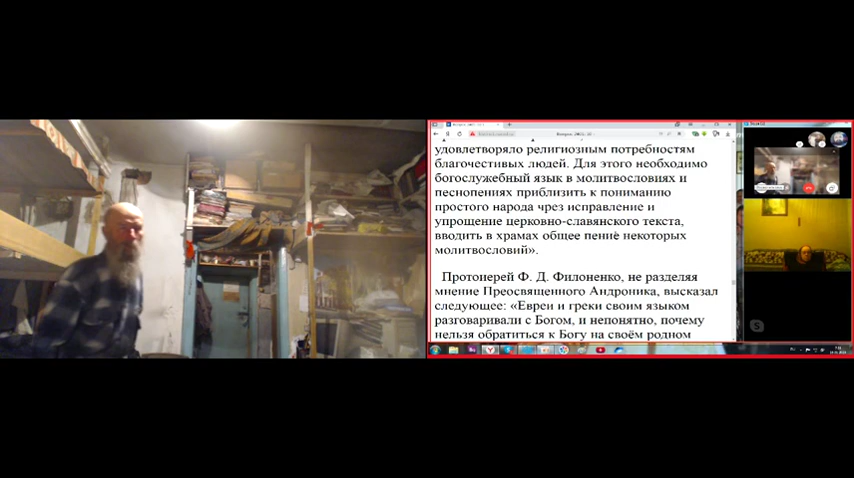 удовлетворяло религиозным потребностям
благочестивых людей. Для этого необходимо
богослужебный язык в молитвословиях и
песнопениях приблизить к пониманию
простого народа чрез исправление и
упрощение церковно-славянского текста,
вводить в храмах общее пение некоторых
молитвословий».
Протоиерей Ф. Д. Филоненко, не разделяя
мнение Преосвященного Андроника, высказал
следующее: «Евреи и греки своим языком
разговаривали с Богом, и непонятно, почему
нельзя обратиться к Богу на своём родном